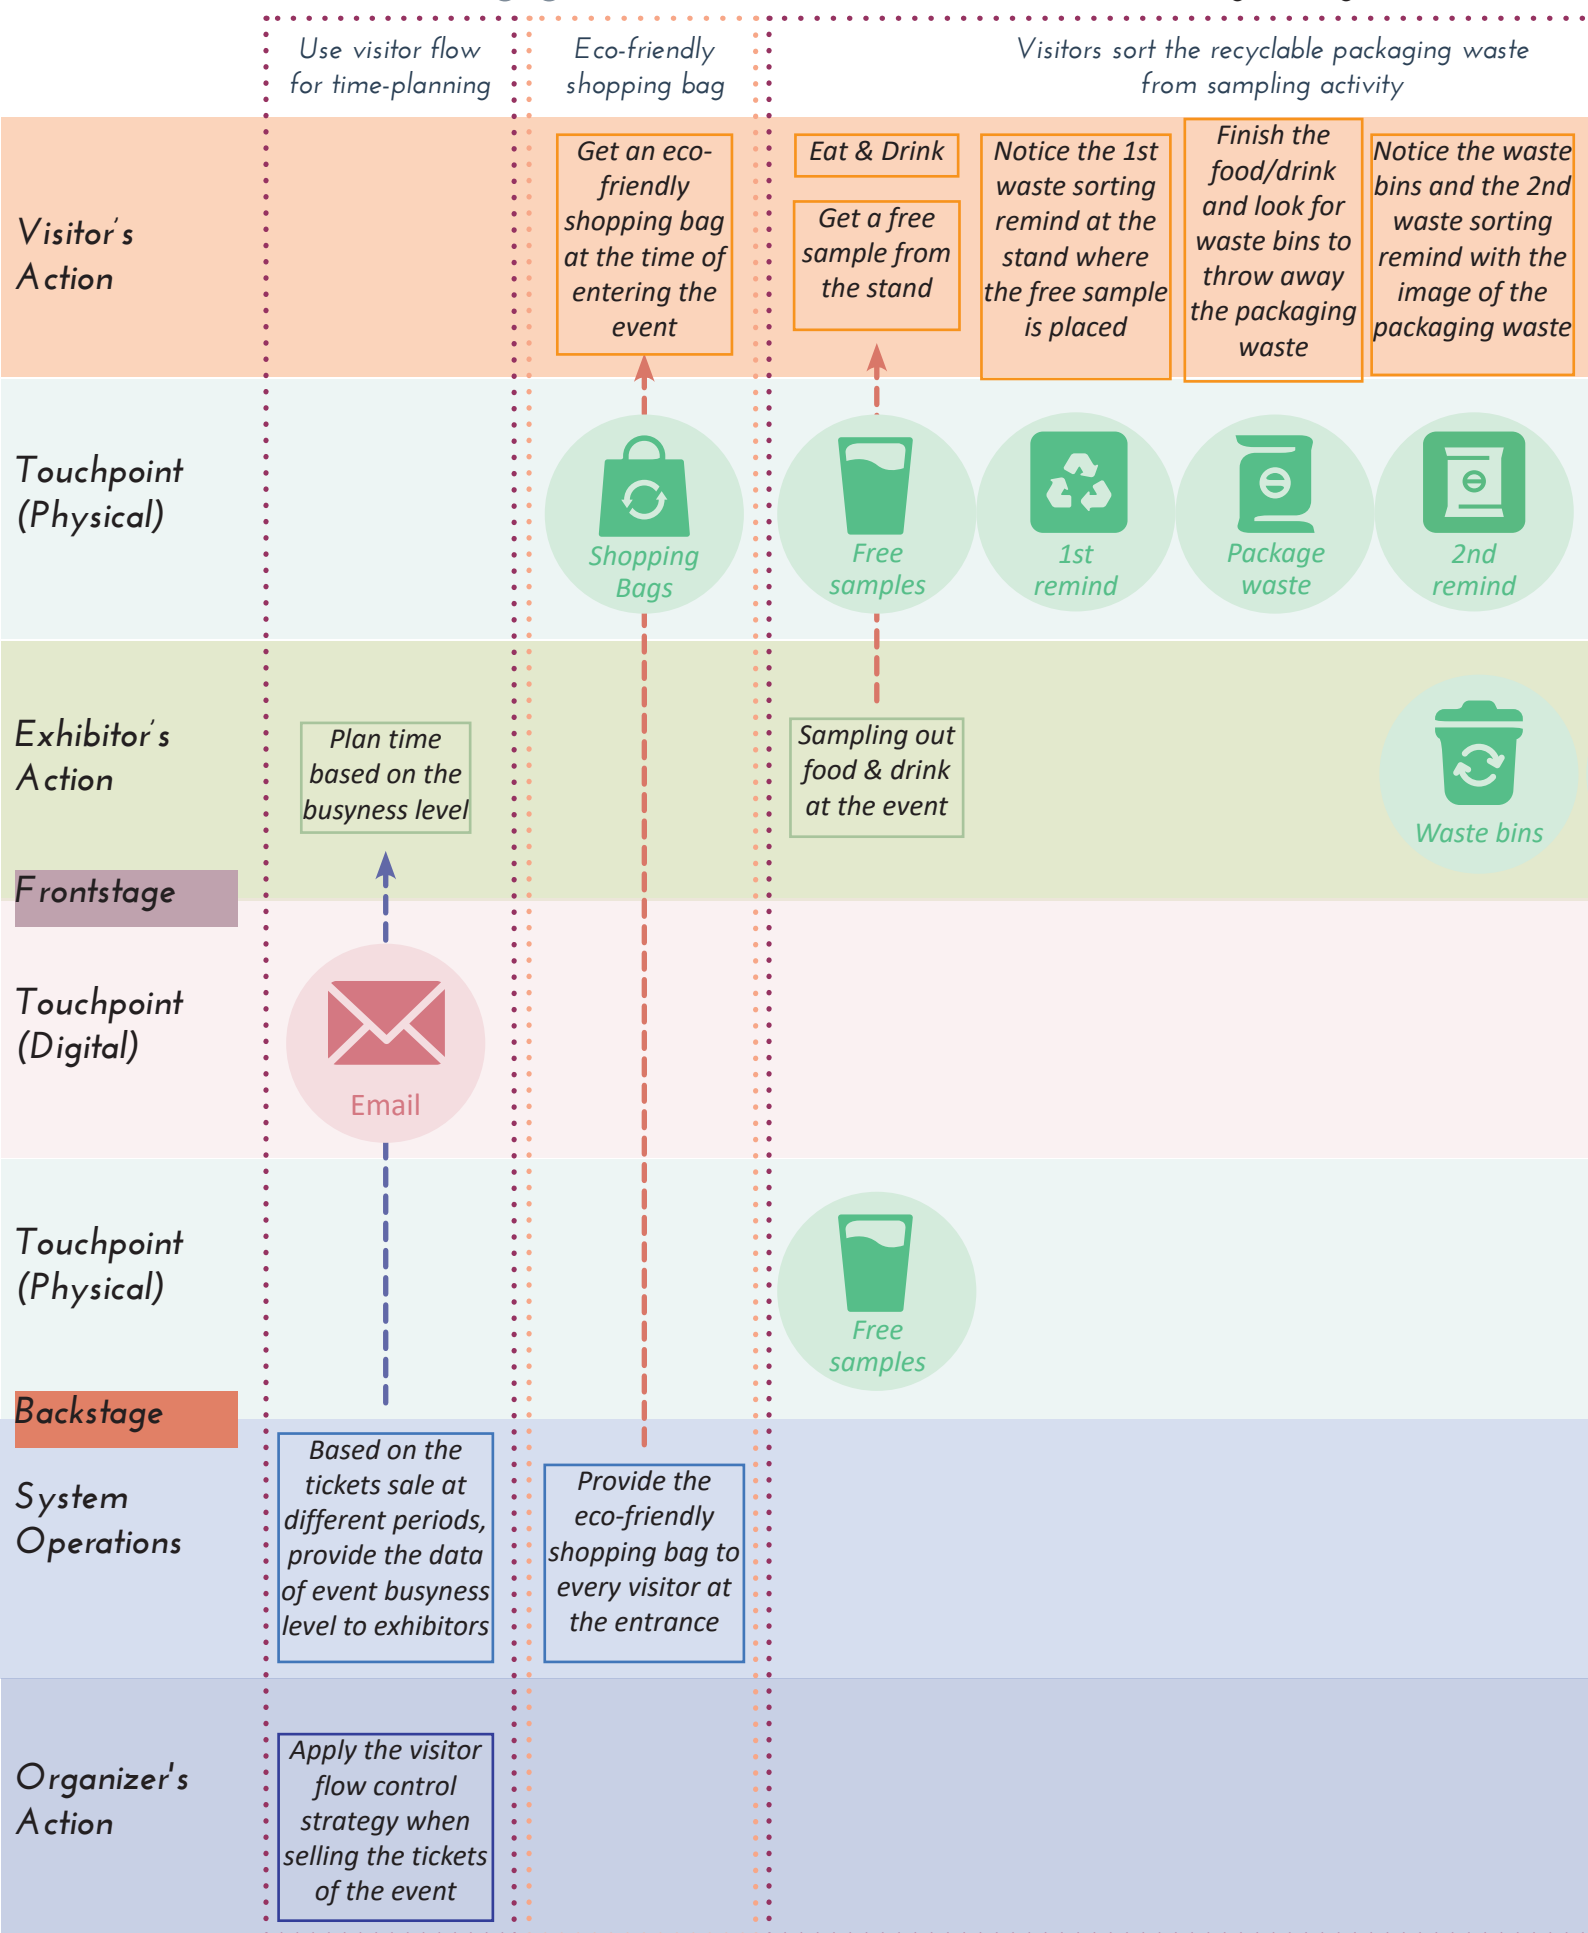 Use visitor flow
for time-planning
Eco-friendly
shopping bag
Visitors sort the recyclable packaging waste
from sampling activity
Visitor's
Action
Get an eco-
friendly
shopping bag
at the time of
entering the
event
Eat & Drink
Get a free
sample from
the stand
Notice the 1st
waste sorting
remind at the
stand where
the free sample
is placed
Finish the
food/drink
and look for
waste bins to
throw away
the packaging
waste
Notice the waste
bins and the 2nd
waste sorting
remind with the
image of the
packaging waste
Touchpoint
(Physical)
Shopping
Bags
Free
samples
1st
remind
Package
waste
2nd
remind
Exhibitor's
Action
Plan time
based on the
busyness level
Sampling out
food & drink
at the event
Waste bins
Frontstage
Touchpoint
(Digital)
Email
Touchpoint
(Physical)
Free
samples
Backstage
System
Operations
Based on the
tickets sale at
different periods,
provide the data
of event busyness
level to exhibitors
Provide the
eco-friendly
shopping bag to
every visitor at
the entrance
Organizer's
Action
Apply the visitor
flow control
strategy when
selling the tickets
of the event